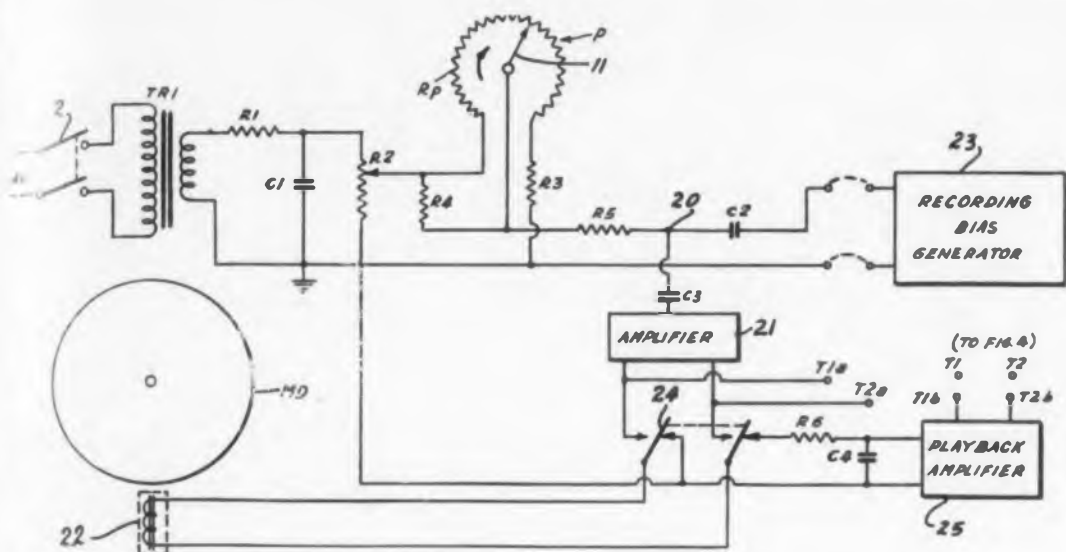 P
11
Rp
2
TR1
R1
23
R2
C1
R4
R3
20
C2
R5
RECORDING
BIAS
GENERATOR
C3
AMPLIFIER
21
(TO FIG. 4)
T1
T2
T1a
T2a
T1b
T2b
24
R6
C4
PLAYBACK
AMPLIFIER
25
MD
22